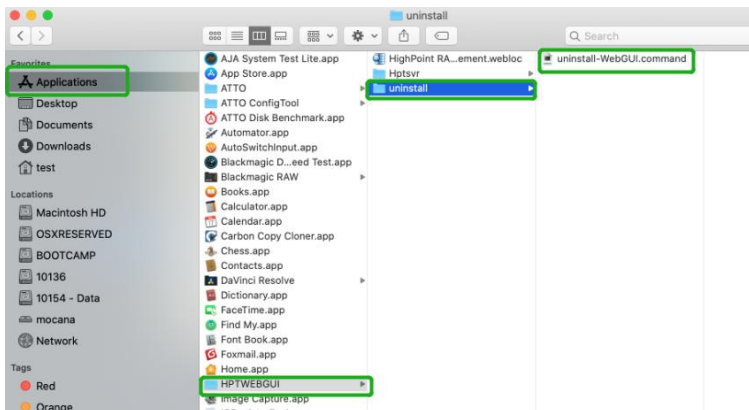 uninstall
Search
Favorites
Applications
Desktop
Documents
Downloads
test
Locations
Macintosh HD
OSXRESERVED
BOOTCAMP
10136
10154 - Data
mocana
Network
Tags
Red
Orange
AJA System Test Lite.app
App Store.app
ATTO
ATTO ConfigTool
ATTO Disk Benchmark.app
Automator.app
AutoSwitchInput.app
Blackmagic D...eed Test.app
Blackmagic RAW
Books.app
Calculator.app
Calendar.app
Carbon Copy Cloner.app
Chess.app
Contacts.app
DaVinci Resolve
Dictionary.app
FaceTime.app
Find My.app
Font Book.app
Foxmail.app
Home.app
HPTWEBGUI
Image Capture.app
HighPoint RA...ement.webloc
Hptsvr
uninstall
uninstall-WebGUI.command